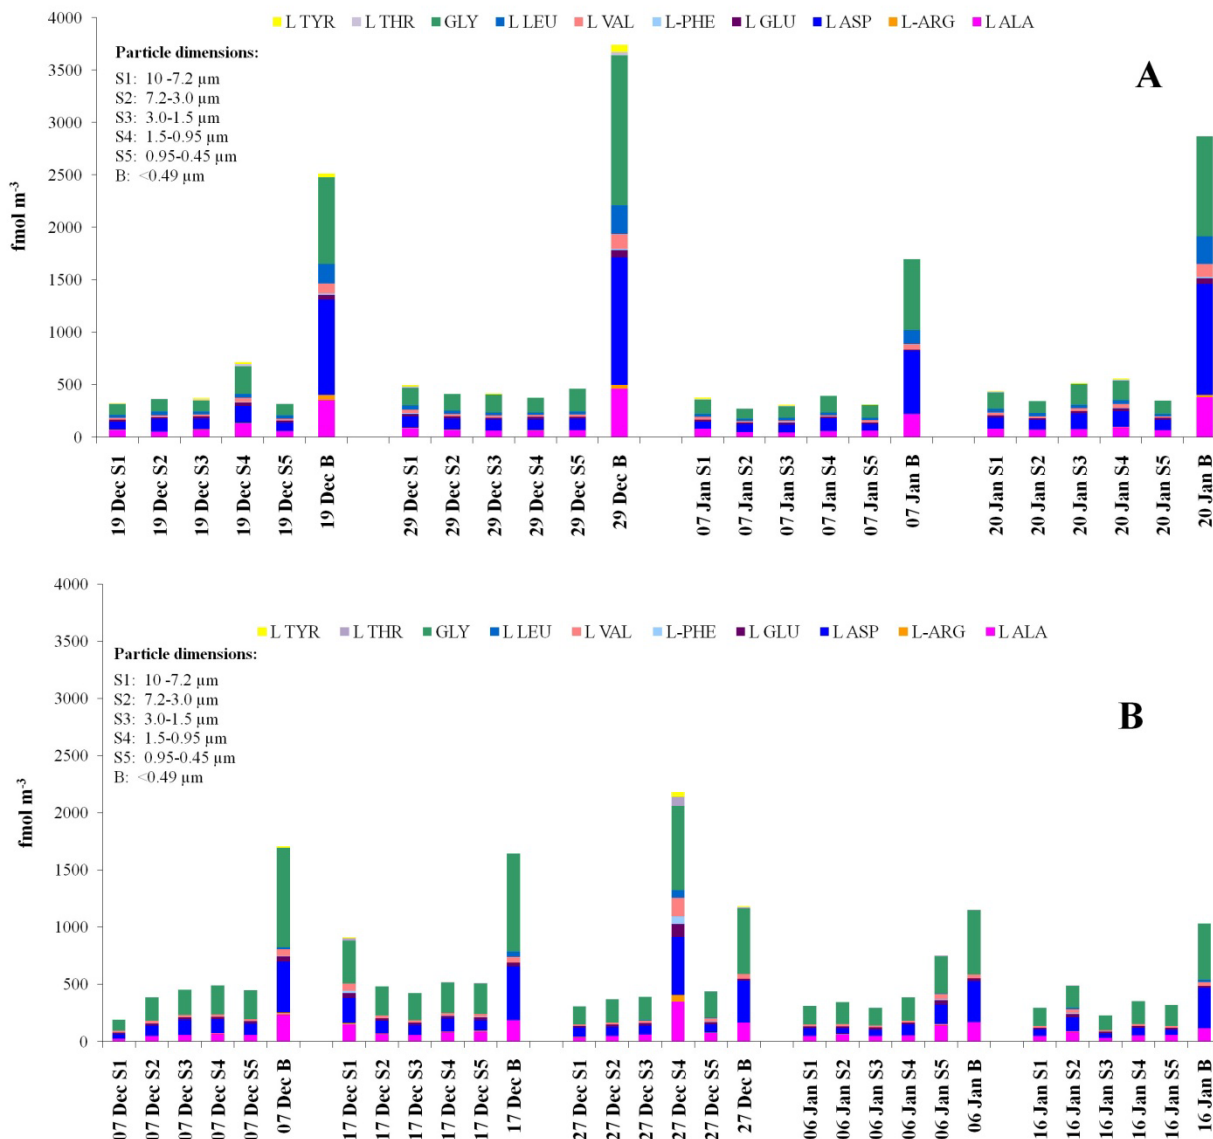 L TYR L THR GLY L LEU L VAL L-PHE L GLU L ASP L-ARG L ALA
Particle dimensions:
S1: 10 -7.2 µm
S2: 7.2-3.0 µm
S3: 3.0-1.5 µm
S4: 1.5-0.95 µm
S5: 0.95-0.45 µm
B: <0.49 µm
A
4000
3500
3000
2500
2000
1500
1000
500
0
fmol m-3
19 Dec S1
19 Dec S2
19 Dec S3
19 Dec S4
19 Dec S5
19 Dec B
29 Dec S1
29 Dec S2
29 Dec S3
29 Dec S4
29 Dec S5
29 Dec B
07 Jan S1
07 Jan S2
07 Jan S3
07 Jan S4
07 Jan S5
07 Jan B
20 Jan S1
20 Jan S2
20 Jan S3
20 Jan S4
20 Jan S5
20 Jan B
L TYR L THR GLY L LEU L VAL L-PHE L GLU L ASP L-ARG L ALA
Particle dimensions:
S1: 10 -7.2 µm
S2: 7.2-3.0 µm
S3: 3.0-1.5 µm
S4: 1.5-0.95 µm
S5: 0.95-0.45 µm
B: <0.49 µm
B
4000
3500
3000
2500
2000
1500
1000
500
0
fmol m-3
07 Dec S1
07 Dec S2
07 Dec S3
07 Dec S4
07 Dec S5
07 Dec B
17 Dec S1
17 Dec S2
17 Dec S3
17 Dec S4
17 Dec S5
17 Dec B
27 Dec S1
27 Dec S2
27 Dec S3
27 Dec S4
27 Dec S5
27 Dec B
06 Jan S1
06 Jan S2
06 Jan S3
06 Jan S4
06 Jan S5
06 Jan B
16 Jan S1
16 Jan S2
16 Jan S3
16 Jan S4
16 Jan S5
16 Jan B